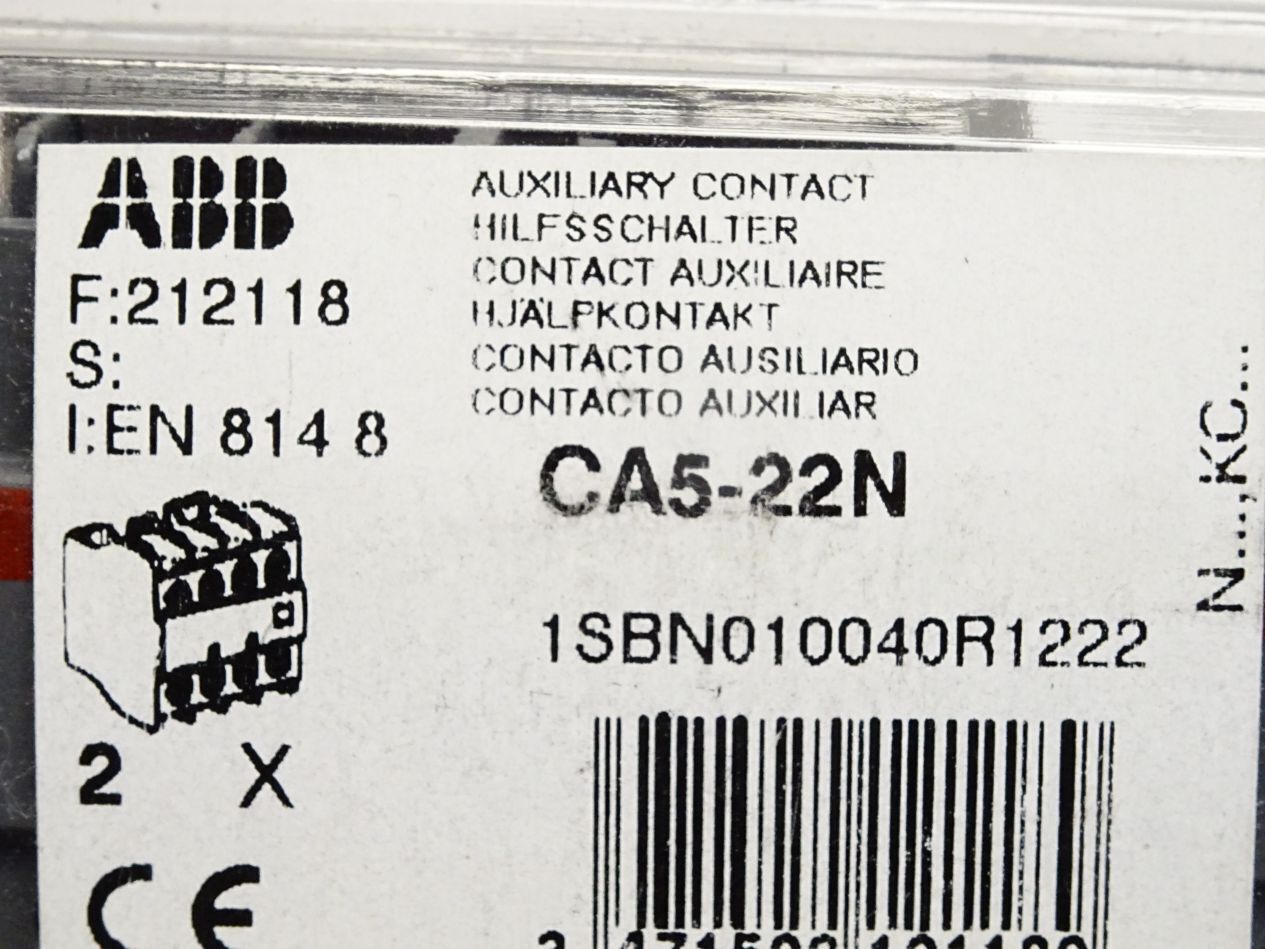 ABB
F:212118
S:
I:EN 814 8
AUXILIARY CONTACT
HILFSSCHALTER
CONTACT AUXILIAIRE
HJÄLPKONTAKT
CONTACTO AUSILIARIO
CONTACTO AUXILIAR
CA5-22N
1SBN010040R1222
N...,KC...
2 X
CE